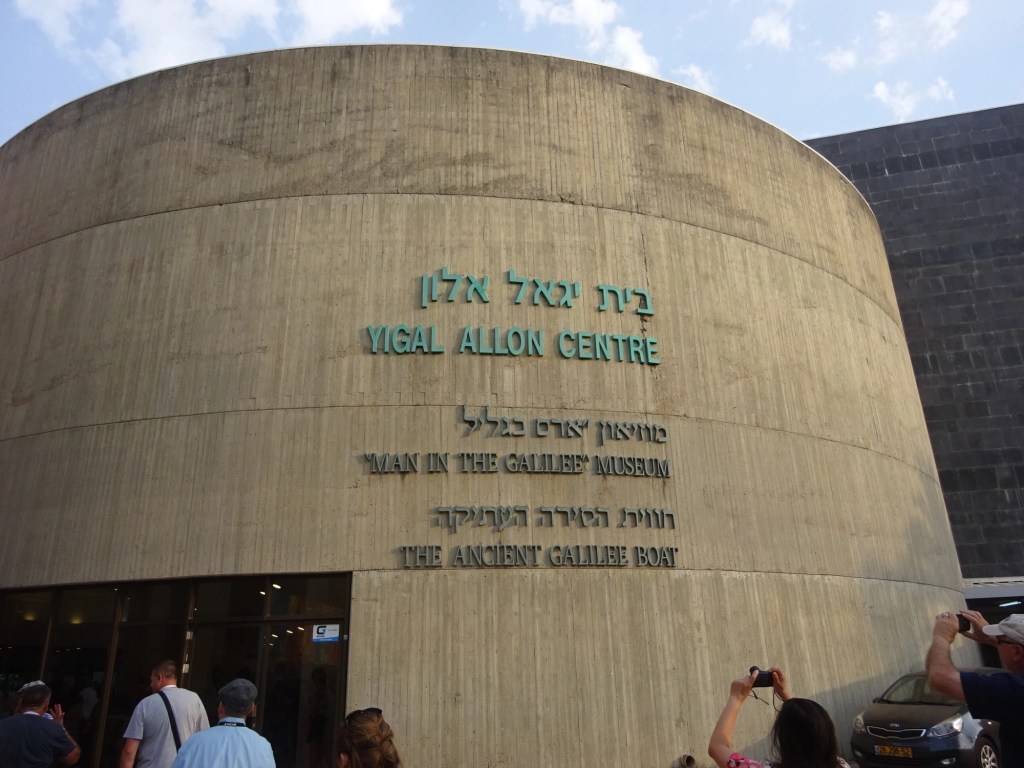 בית יגאל אלון
YIGAL ALLON CENTRE
מוזיאון "אדם בגליל
"MAN IN THE GALILEE" MUSEUM
חווית הסירה העתיקה
THE ANCIENT GALILEE BOAT